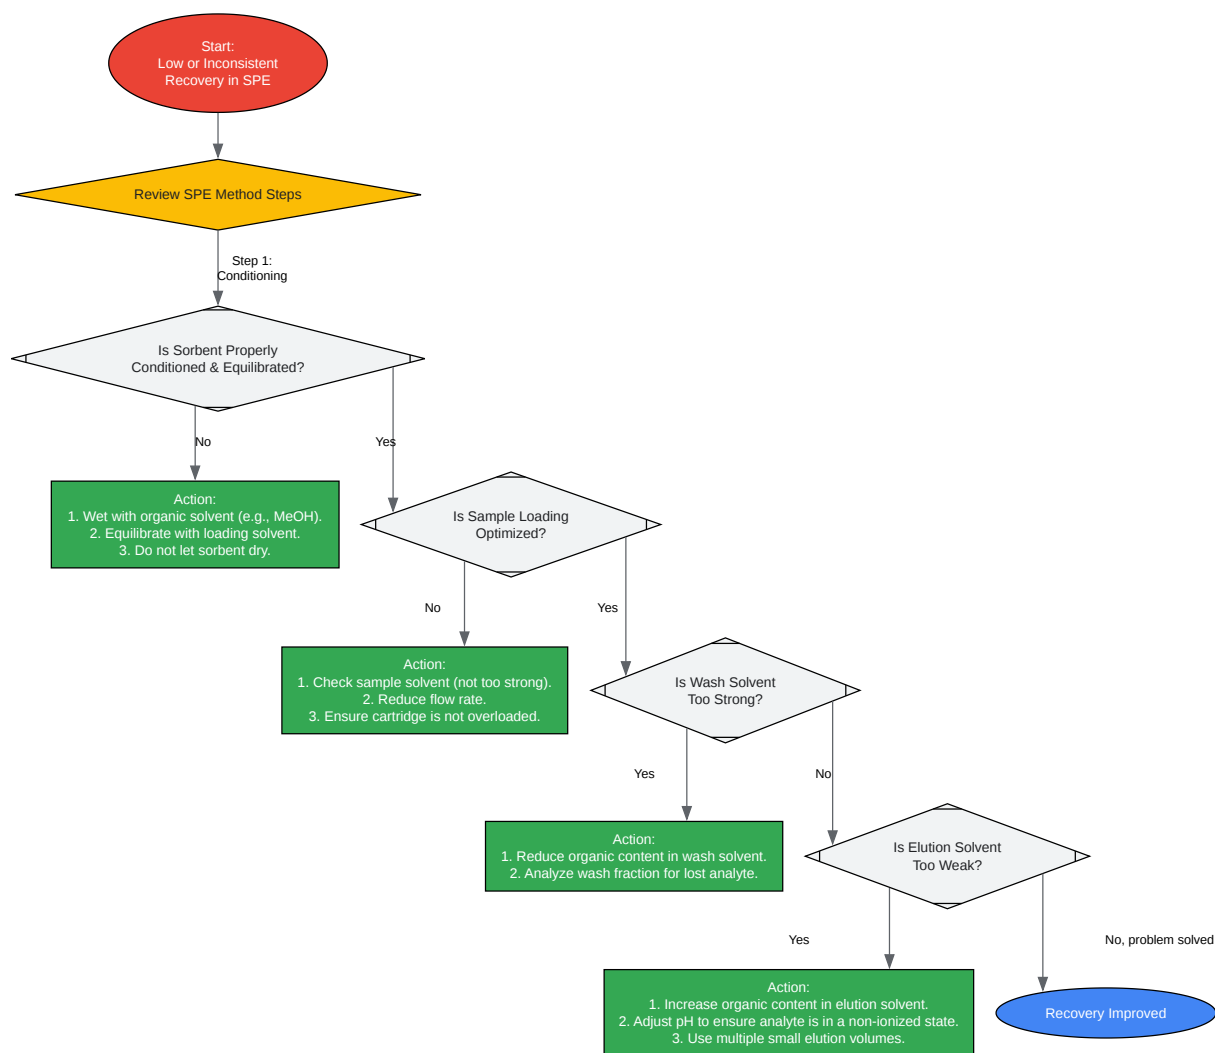 Start:
Low or Inconsistent
Recovery in SPE
Review SPE Method Steps
Step 1:
Conditioning
Is Sorbent Properly
Conditioned & Equilibrated?
No
Yes
Action:
1. Wet with organic solvent (e.g., MeOH).
2. Equilibrate with loading solvent.
3. Do not let sorbent dry.
Is Sample Loading
Optimized?
No
Yes
Action:
1. Check sample solvent (not too strong).
2. Reduce flow rate.
3. Ensure cartridge is not overloaded.
Is Wash Solvent
Too Strong?
Yes
No
Action:
1. Reduce organic content in wash solvent.
2. Analyze wash fraction for lost analyte.
Is Elution Solvent
Too Weak?
Yes
No, problem solved
Action:
1. Increase organic content in elution solvent.
2. Adjust pH to ensure analyte is in a non-ionized state.
3. Use multiple small elution volumes.
Recovery Improved